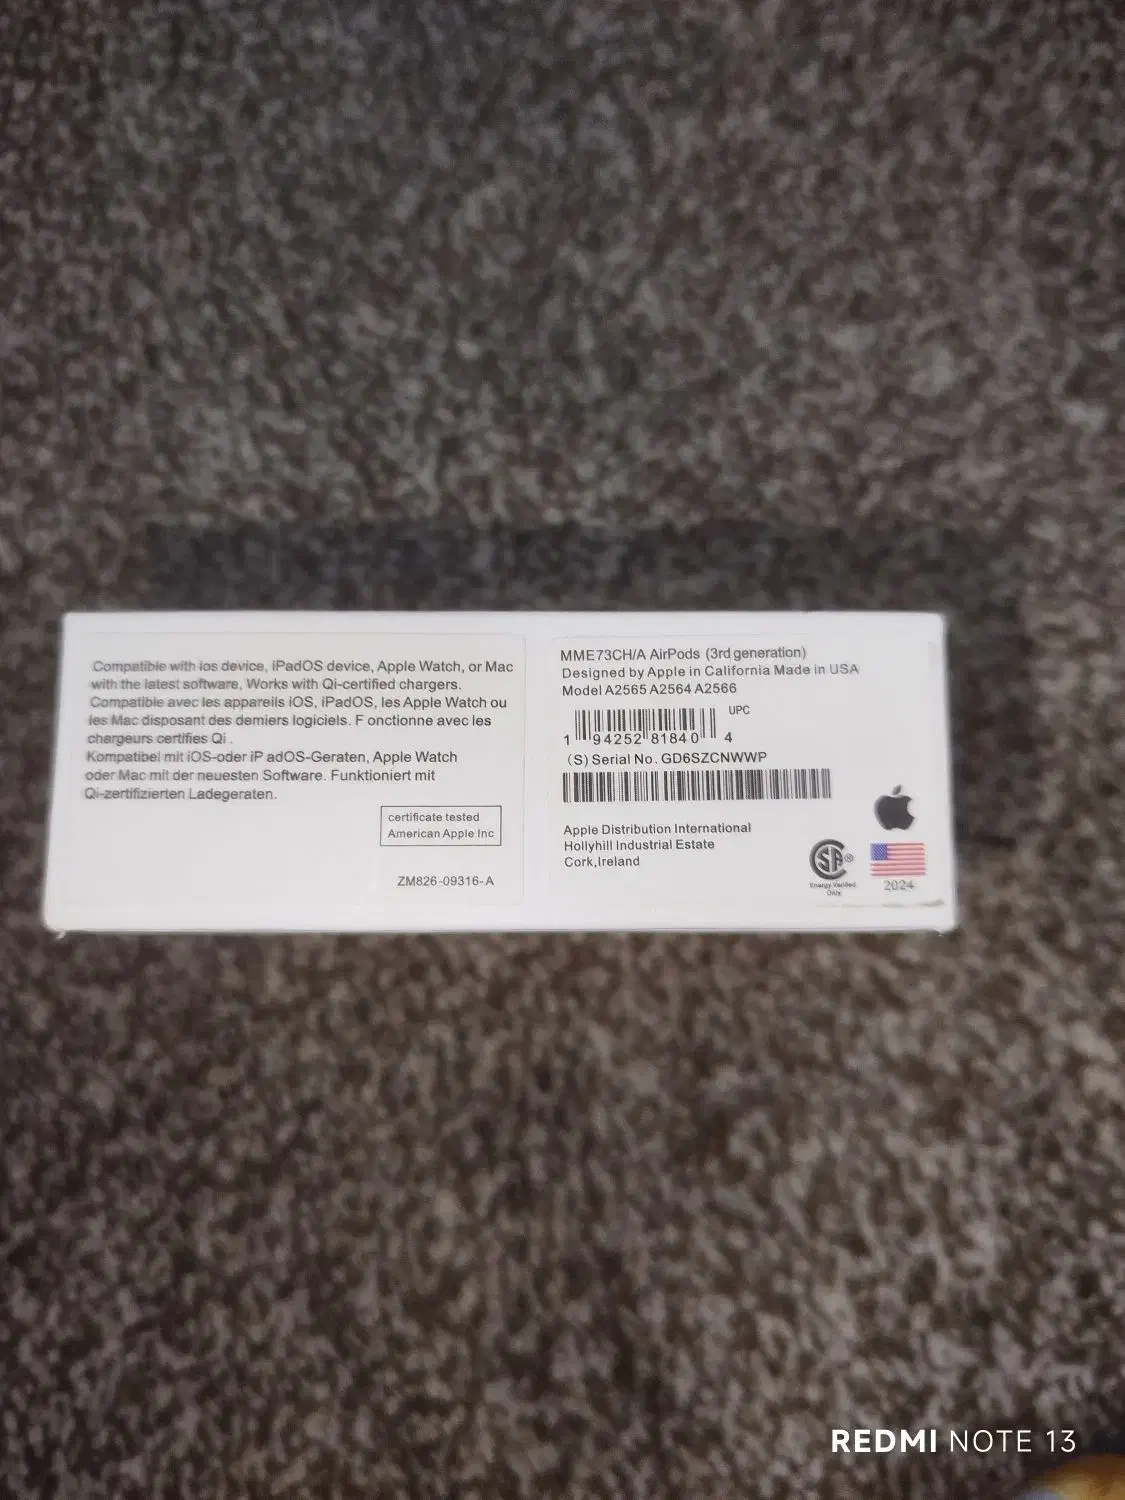 Compatible with ios device, iPadOS device, Apple Watch, or Mac
with the latest software, Works with Qi-certified chargers.
Compatible avec les appareils iOS, iPadOS, les Apple Watch ou
les Mac disposant des demiers logiciels. F onctionne avec les
chargeurs certifies Qi .
Kompatibel mit iOS-oder iP adOS-Geraten, Apple Watch
oder Mac mit der neuesten Software. Funktioniert mit
Qi-zertifizierten Ladegeraten.
certificate tested
American Apple Inc
ZM826-09316-A
MME73CH/A AirPods (3rd generation)
Designed by Apple in California Made in USA
Model A2565 A2564 A2566
UPC
1 94252 81840 4
(S) Serial No. GD6SZCNWWP
Apple Distribution International
Hollyhill Industrial Estate
Cork,Ireland
SA®
Energy Verified
Only
2024
REDMI NOTE 13